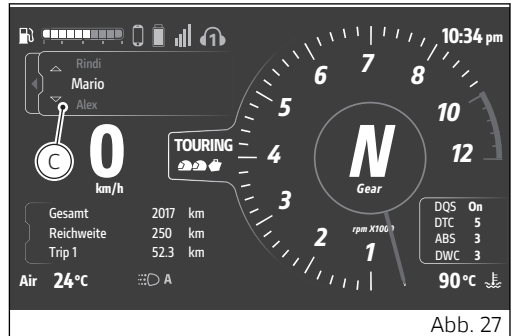 10:34 pm
1
Rindi
Mario
Alex
C
0
km/h
TOURING
Gesamt 2017 km
Reichweite 250 km
Trip 1 52.3 km
Air 24°C
A
1
2
3
4
5
6
7
8
10
12
N
Gear
rpm X1000
DQS On
DTC 5
ABS 3
DWC 3
90°C
Abb. 27